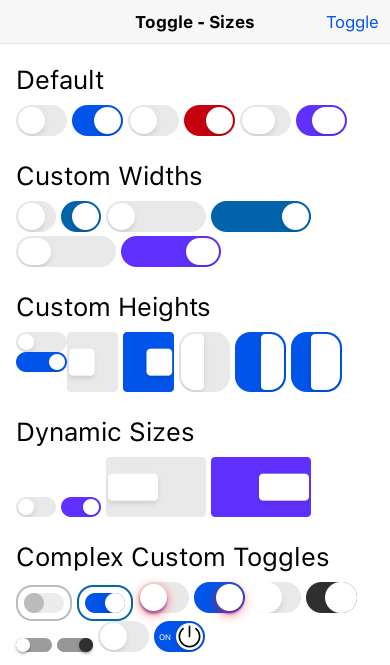 Toggle - Sizes
Toggle
Default
Custom Widths
Custom Heights
Dynamic Sizes
Complex Custom Toggles
ON